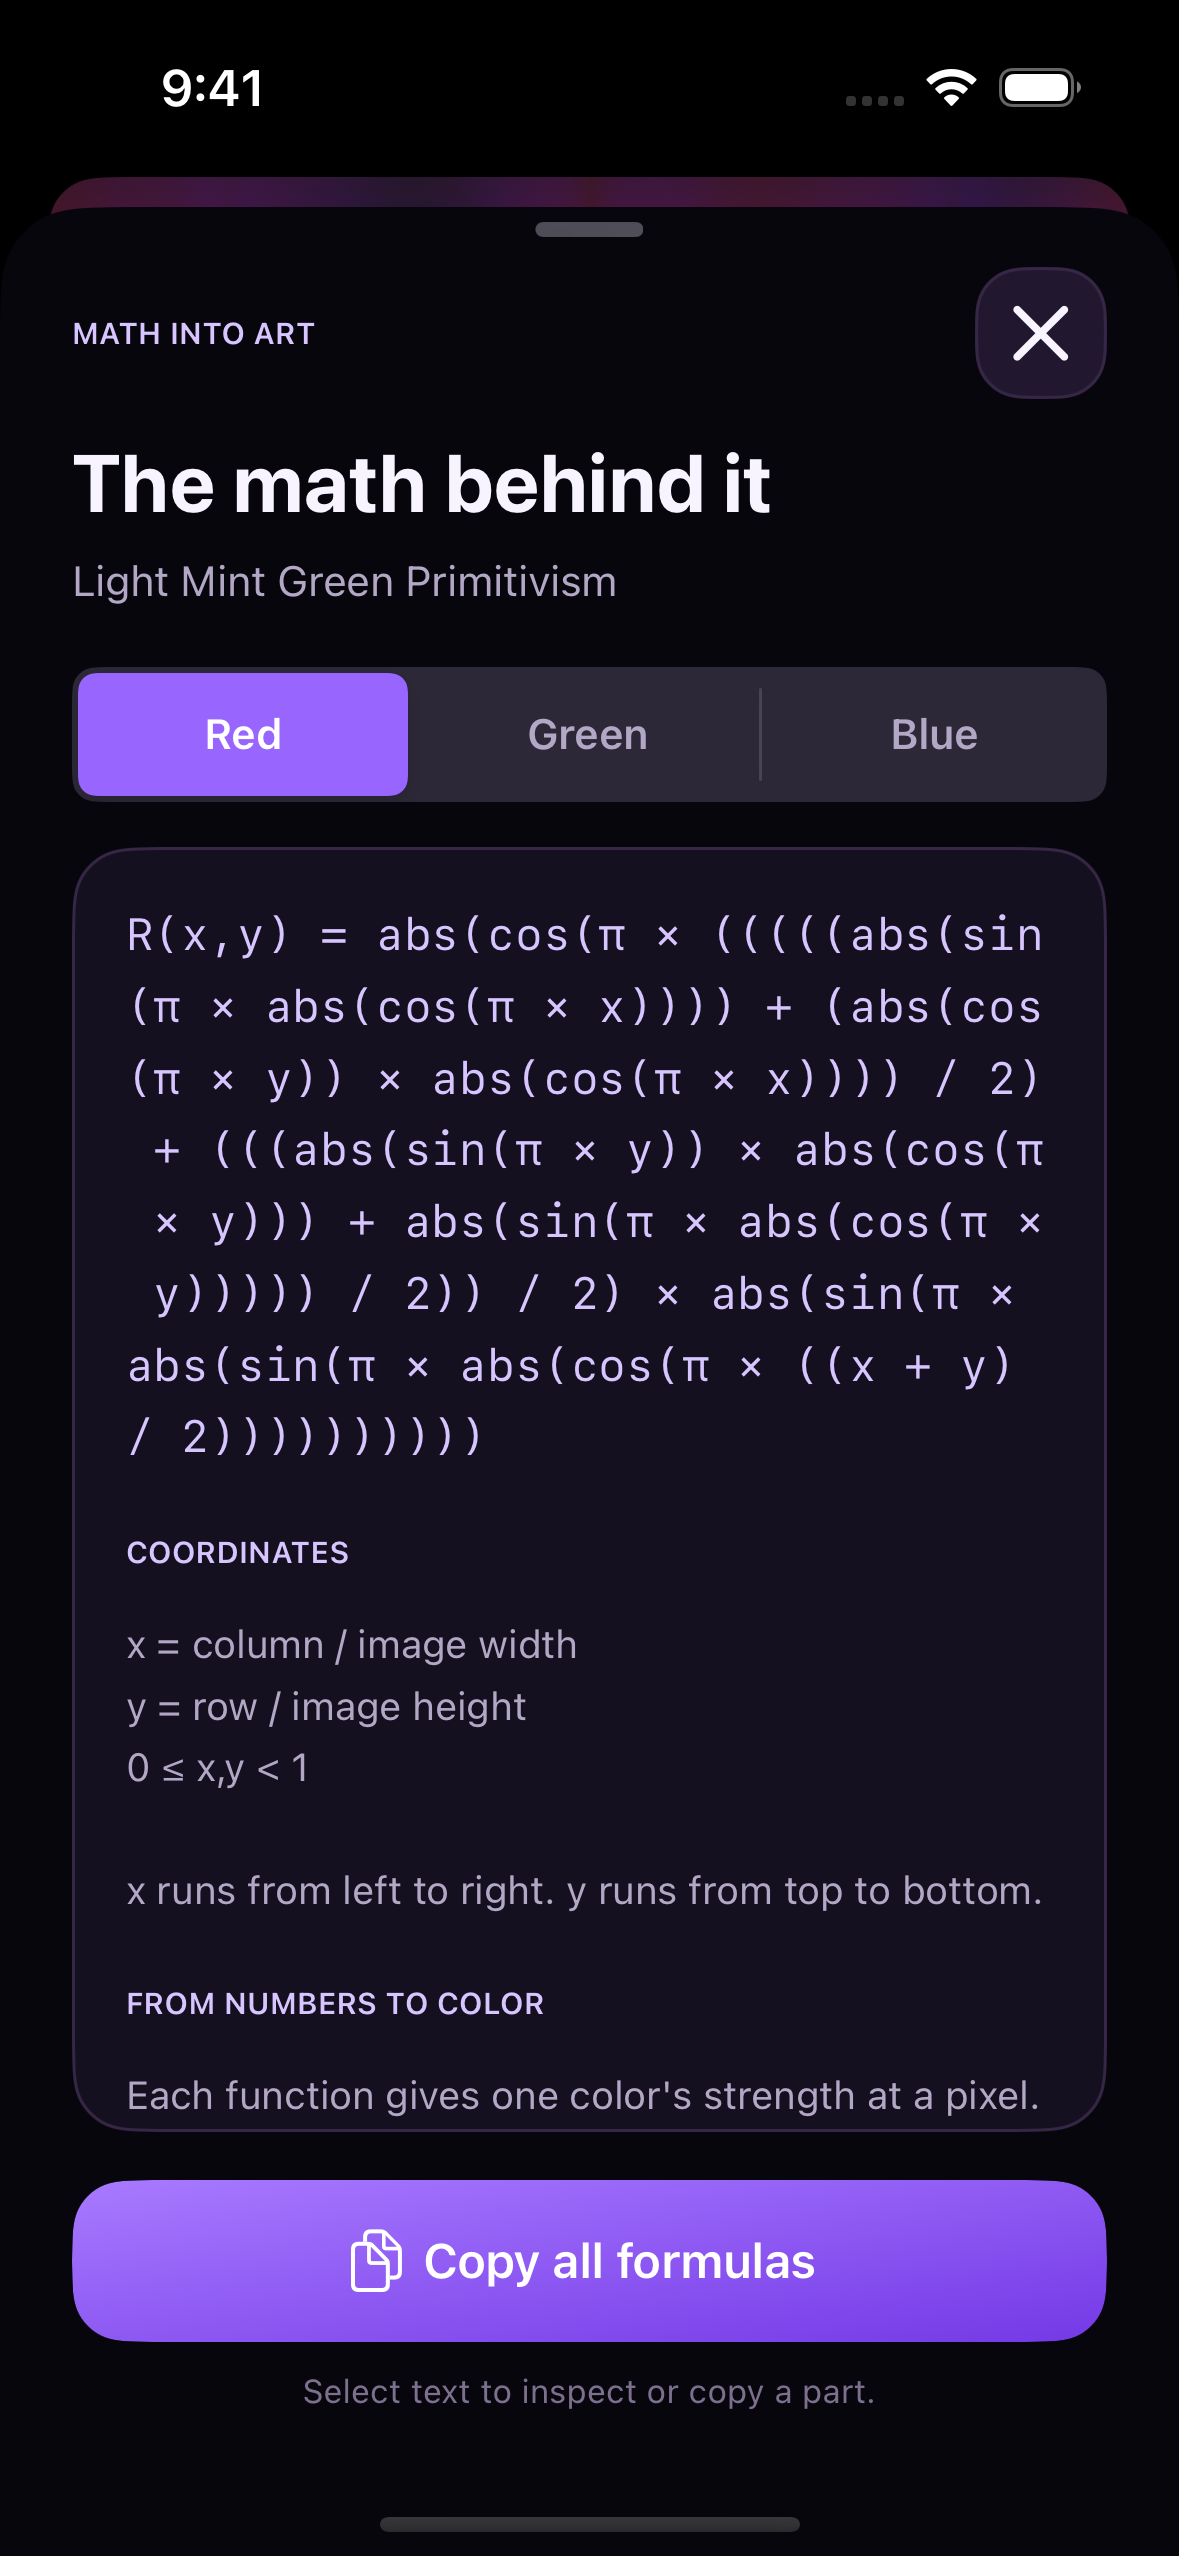 9:41
MATH INTO ART
The math behind it
Light Mint Green Primitivism
Red Green Blue
R(x,y) = abs(cos(π × (((((abs(sin
(π × abs(cos(π × x)))) + (abs(cos
(π × y)) × abs(cos(π × x)))) / 2)
+ (((abs(sin(π × y)) × abs(cos(π
× y))) + abs(sin(π × abs(cos(π ×
y))))) / 2)) / 2) × abs(sin(π ×
abs(sin(π × abs(cos(π × ((x + y)
/ 2))))))))))
COORDINATES
x = column / image width
y = row / image height
0 ≤ x,y < 1
x runs from left to right. y runs from top to bottom.
FROM NUMBERS TO COLOR
Each function gives one color's strength at a pixel.
Copy all formulas
Select text to inspect or copy a part.